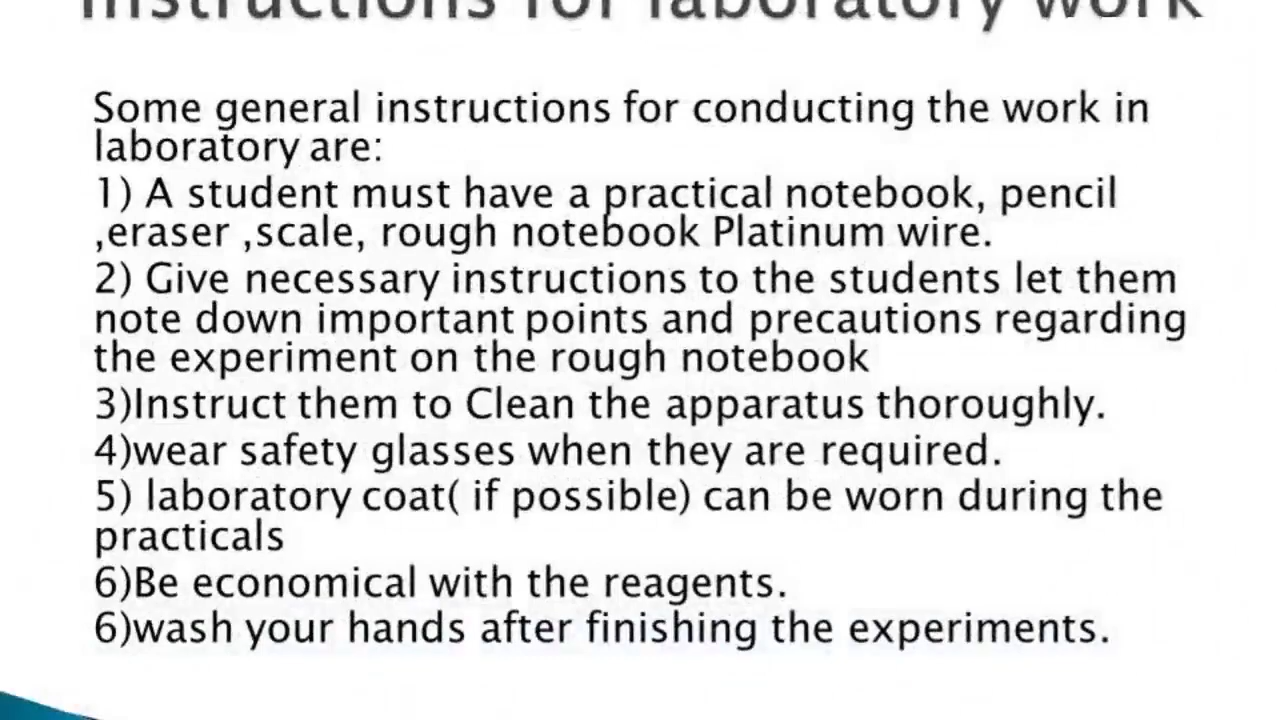 Instructions for laboratory work
Some general instructions for conducting the work in
laboratory are:
1) A student must have a practical notebook, pencil
,eraser ,scale, rough notebook Platinum wire.
2) Give necessary instructions to the students let them
note down important points and precautions regarding
the experiment on the rough notebook
3)Instruct them to Clean the apparatus thoroughly.
4)wear safety glasses when they are required.
5) laboratory coat( if possible) can be worn during the
practicals
6)Be economical with the reagents.
6)wash your hands after finishing the experiments.